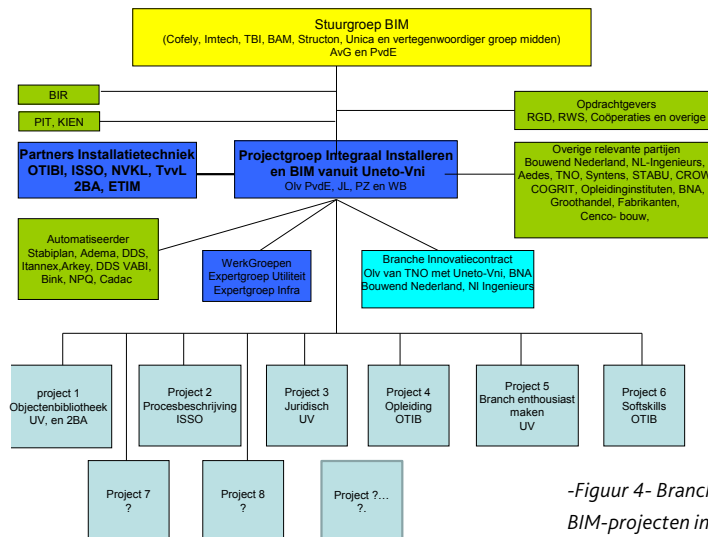 Stuurgroep BIM
(Cofely, Imtech, TBI, BAM, Structon, Unica en vertegenwoordiger groep midden)
AvG en PvdE
BIR
PIT, KIEN
Opdrachtgevers
RGD, RWS, Coöperaties en overige
Partners Installatietechniek
OTIBI, ISSO, NVKL, TvvL
2BA, ETIM
Projectgroep Integraal Installeren
en BIM vanuit Uneto-Vni
Olv PvdE, JL, PZ en WB
Overige relevante partijen
Bouwend Nederland, NL-Ingenieurs,
Aedes, TNO, Syntens, STABU, CROW
COGRIT, Opleidinginstituten, BNA,
Groothandel, Fabrikanten,
Cenco- bouw,
Automatiseerder
Stabiplan, Adema, DDS,
Itannex,Arkey, DDS VABI,
Bink, NPQ, Cadac
WerkGroepen
Expertgroep Utiliteit
Expertgroep Infra
Branche Innovatiecontract
Olv van TNO met Uneto-Vni, BNA
Bouwend Nederland, Nl Ingenieurs
project 1
Objectenbibliotheek
UV, en 2BA
Project 2
Procesbeschrijving
ISSO
Project 3
Juridisch
UV
Project 4
Opleiding
OTIB
Project 5
Branch enthousiast
maken
UV
Project 6
Softskills
OTIB
Project 7
?
Project 8
?
Project ?...
?.
-Figuur 4- Branch
BIM-projecten in